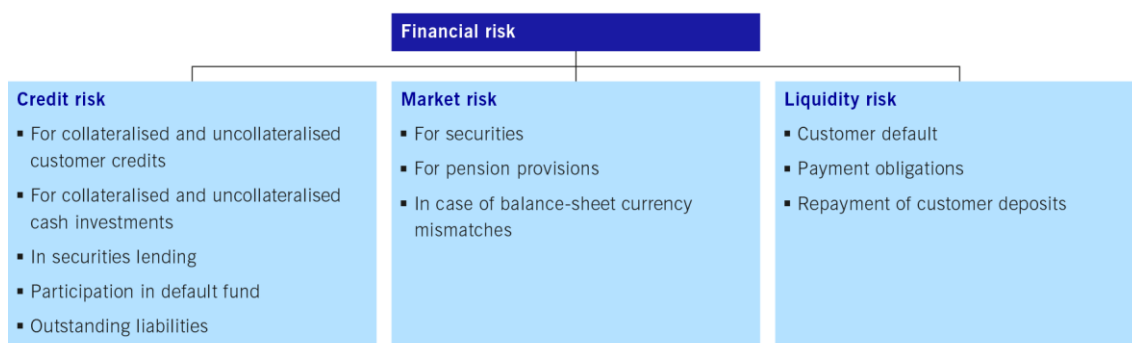 Financial risk
Credit risk
▪ For collateralised and uncollateralised
customer credits
▪ For collateralised and uncollateralised
cash investments
▪ In securities lending
▪ Participation in default fund
▪ Outstanding liabilities
Market risk
▪ For securities
▪ For pension provisions
▪ In case of balance-sheet currency
mismatches
Liquidity risk
▪ Customer default
▪ Payment obligations
▪ Repayment of customer deposits